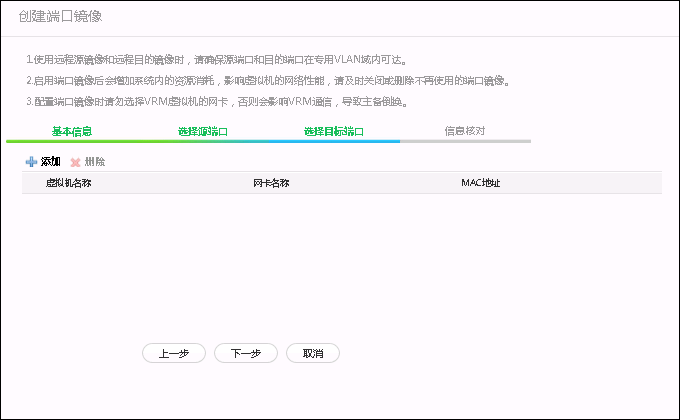 创建端口镜像
1.使用远程源镜像和远程目的镜像时，请确保源端口和目的端口在专用VLAN域内可达。
2.启用端口镜像后会增加系统内的资源消耗，影响虚拟机的网络性能，请及时关闭或删除不再使用的端口镜像。
3.配置端口镜像时请勿选择VRM虚拟机的网卡，否则会影响VRM通信，导致主备倒换。
基本信息 选择源端口 选择目标端口 信息核对
添加 删除
虚拟机名称 网卡名称 MAC地址
上一步 下一步 取消